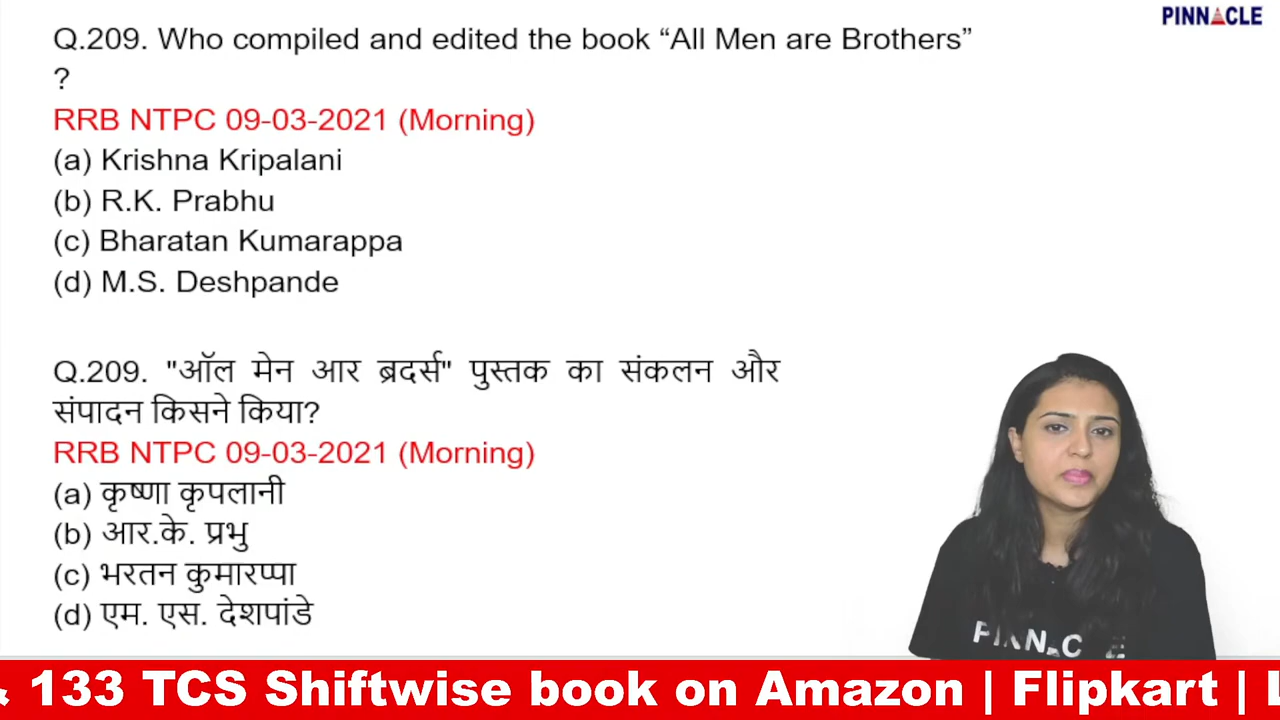 PINNACLE
Q.209. Who compiled and edited the book “All Men are Brothers”
?
RRB NTPC 09-03-2021 (Morning)
(a) Krishna Kripalani
(b) R.K. Prabhu
(c) Bharatan Kumarappa
(d) M.S. Deshpande
Q.209. "ऑल मेन आर ब्रदर्स" पुस्तक का संकलन और
संपादन किसने किया?
RRB NTPC 09-03-2021 (Morning)
(a) कृष्णा कृपलानी
(b) आर.के. प्रभु
(c) भरतन कुमारप्पा
(d) एम. एस. देशपांडे
133 TCS Shiftwise book on Amazon | Flipkart |